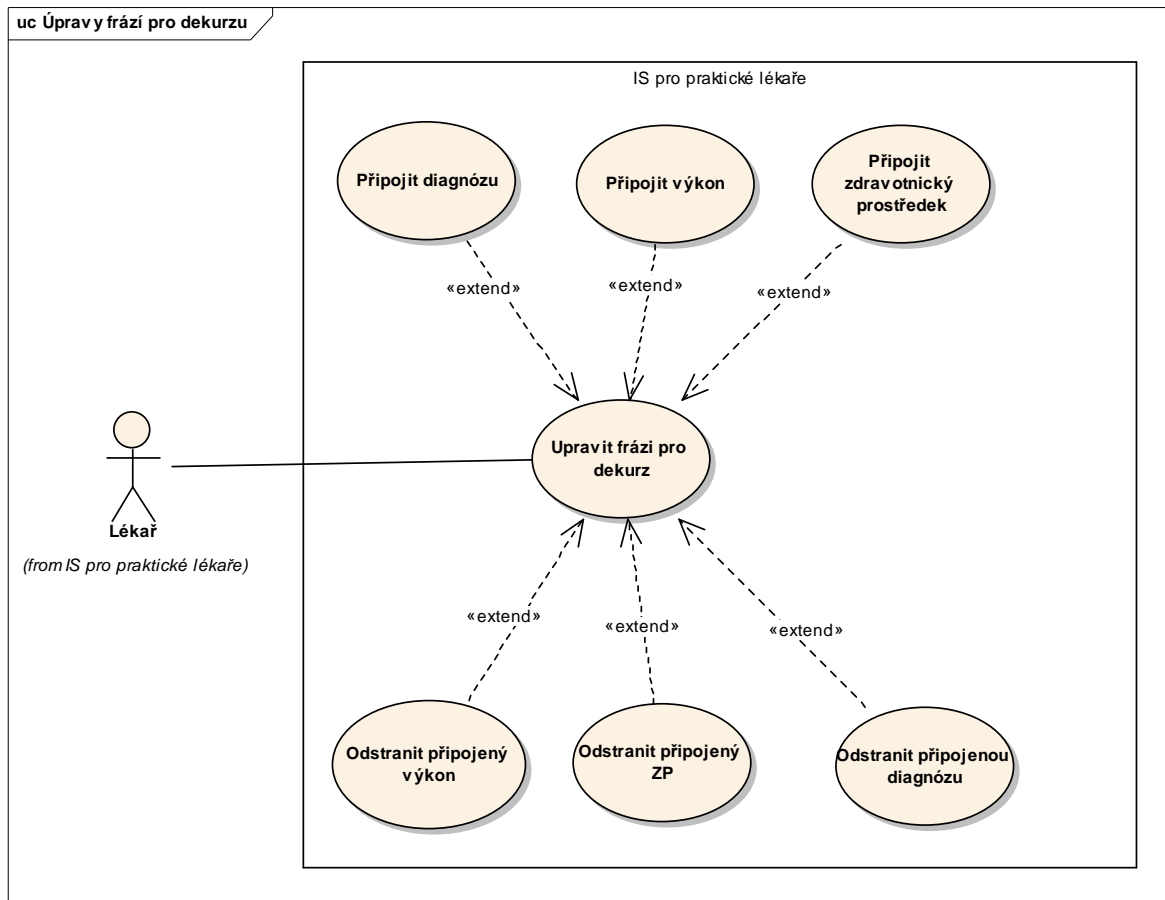 uc Úpravy frází pro dekurzu
IS pro praktické lékaře
Připojit diagnózu
Připojit výkon
Připojit
zdravotnický
prostředek
«extend»
«extend»
«extend»
Upravit frázi pro
dekurz
Lékař
(from IS pro praktické lékaře)
«extend»
«extend»
«extend»
Odstranit připojený
výkon
Odstranit připojený
ZP
Odstranit připojenou
diagnózu